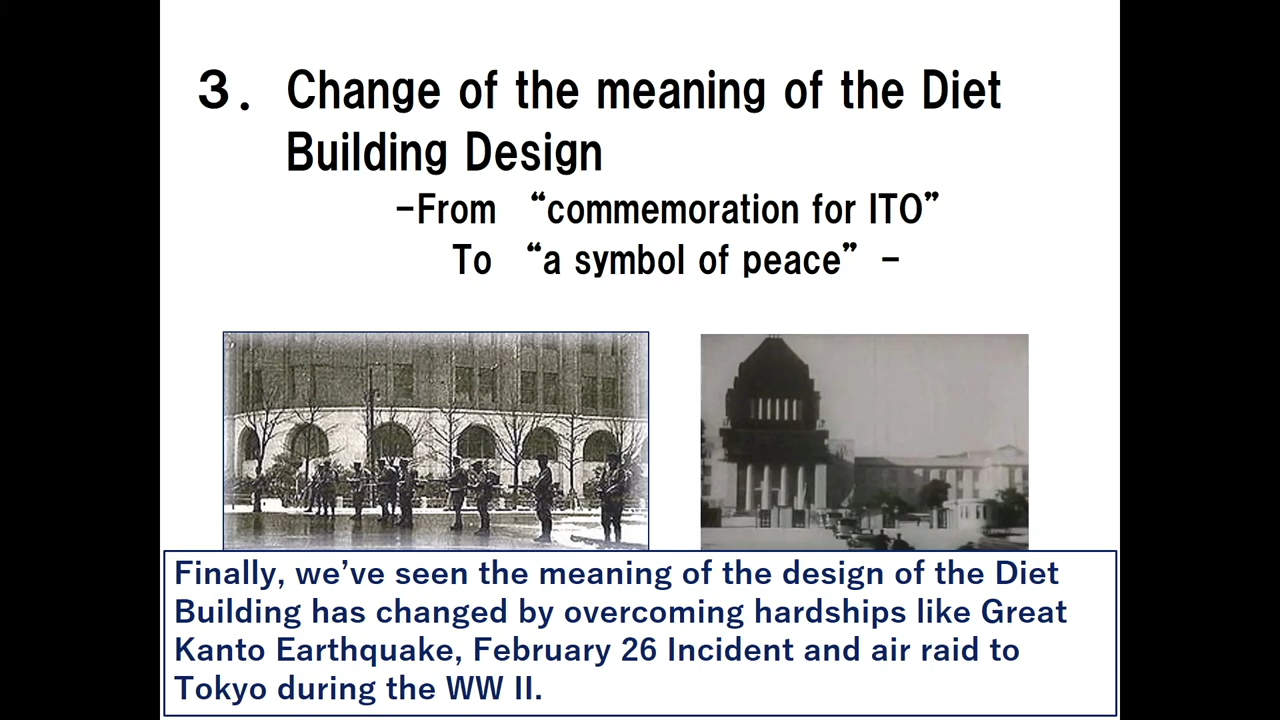 ３． Change of the meaning of the Diet
Building Design
－From “commemoration for ITO”
To “a symbol of peace” －
Finally, we’ve seen the meaning of the design of the Diet
Building has changed by overcoming hardships like Great
Kanto Earthquake, February 26 Incident and air raid to
Tokyo during the WW II.